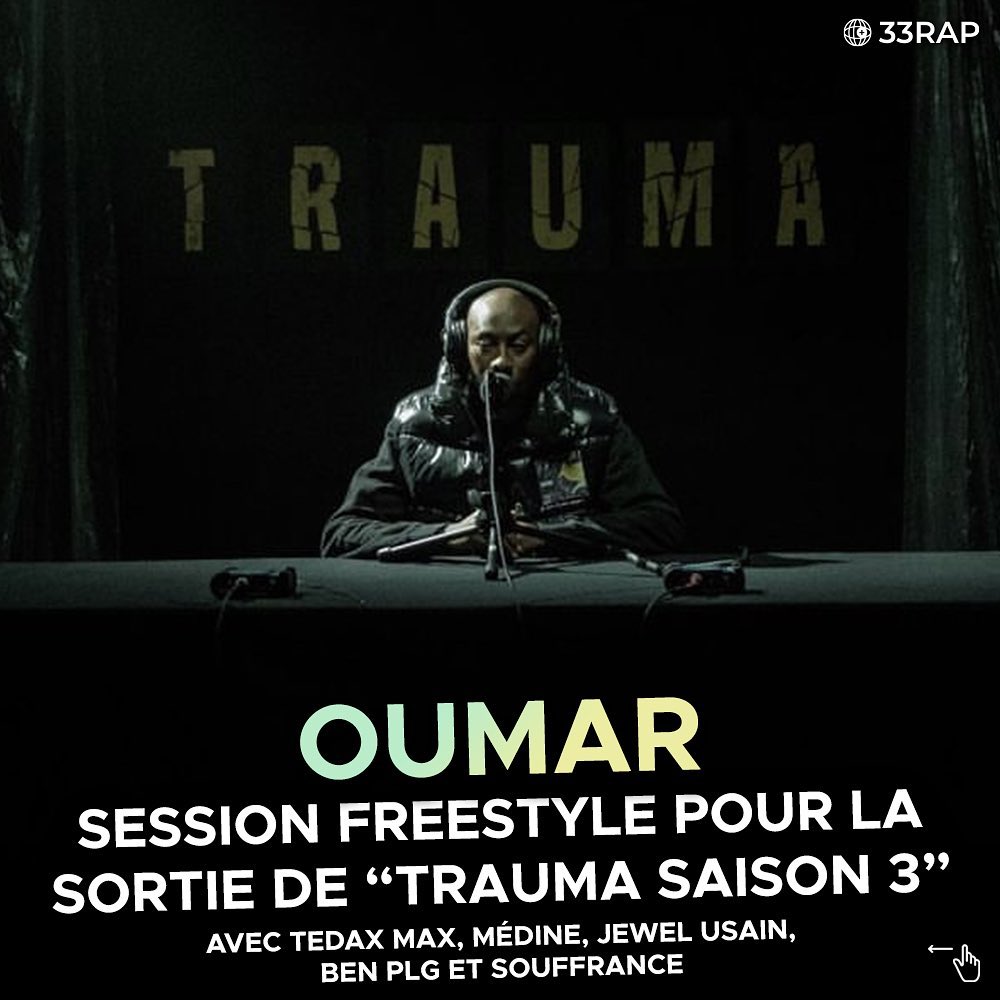 33RAP
TRAUMA
OUMAR
SESSION FREESTYLE POUR LA
SORTIE DE “TRAUMA SAISON 3”
AVEC TEDAX MAX, MÉDINE, JEWEL USAIN,
BEN PLG ET SOUFFRANCE